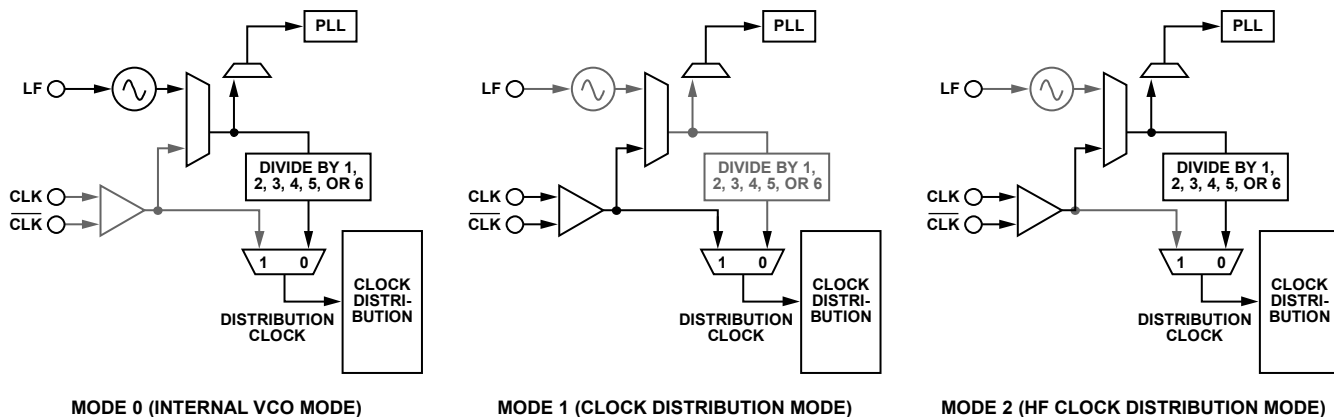 PLL
LF
DIVIDE BY 1,
2, 3, 4, 5, OR 6
CLK
CLK
1 0
CLOCK
DISTRI-
BUTION
DISTRIBUTION
CLOCK
MODE 0 (INTERNAL VCO MODE)
PLL
LF
DIVIDE BY 1,
2, 3, 4, 5, OR 6
CLK
CLK
1 0
CLOCK
DISTRI-
BUTION
DISTRIBUTION
CLOCK
MODE 1 (CLOCK DISTRIBUTION MODE)
PLL
LF
DIVIDE BY 1,
2, 3, 4, 5, OR 6
CLK
CLK
1 0
CLOCK
DISTRI-
BUTION
DISTRIBUTION
CLOCK
MODE 2 (HF CLOCK DISTRIBUTION MODE)